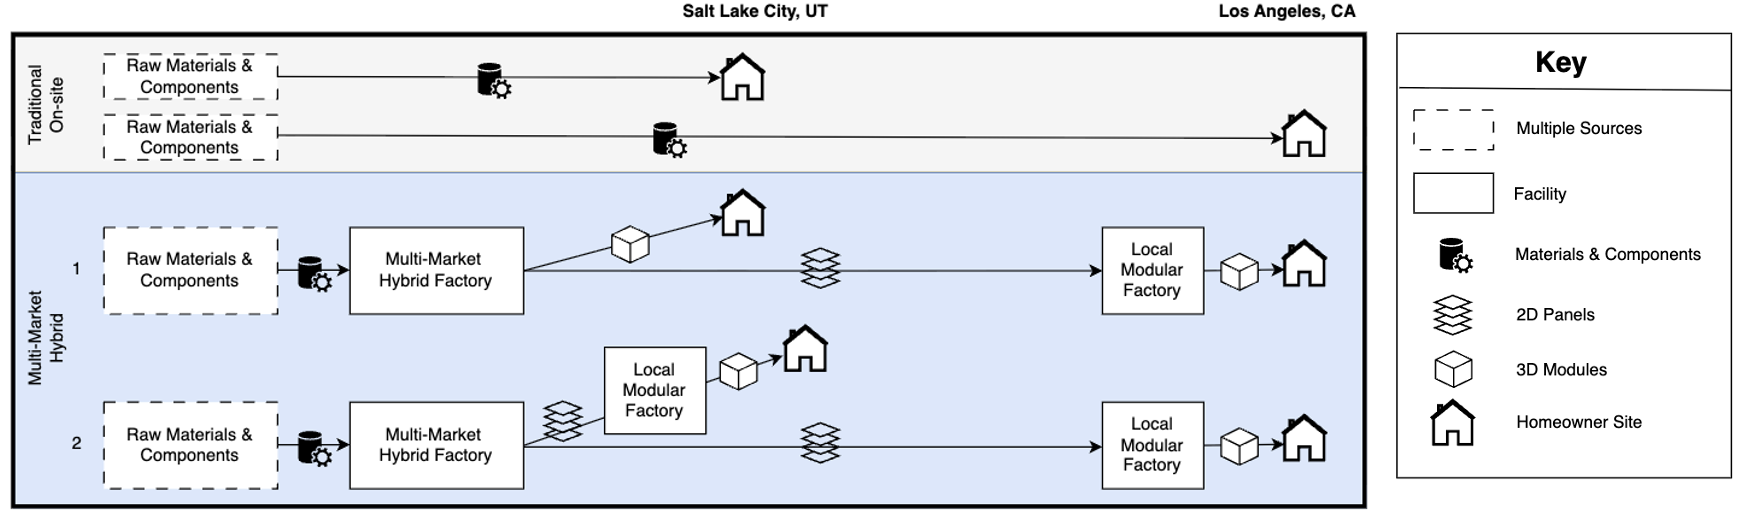 Salt Lake City, UT
Los Angeles, CA
Traditional
On-site
Raw Materials &
Components
Raw Materials &
Components
Multi-Market
Hybrid
1
Raw Materials &
Components
Multi-Market
Hybrid Factory
Local
Modular
Factory
Local
Modular
Factory
2
Raw Materials &
Components
Multi-Market
Hybrid Factory
Local
Modular
Factory
Key
Multiple Sources
Facility
Materials & Components
2D Panels
3D Modules
Homeowner Site